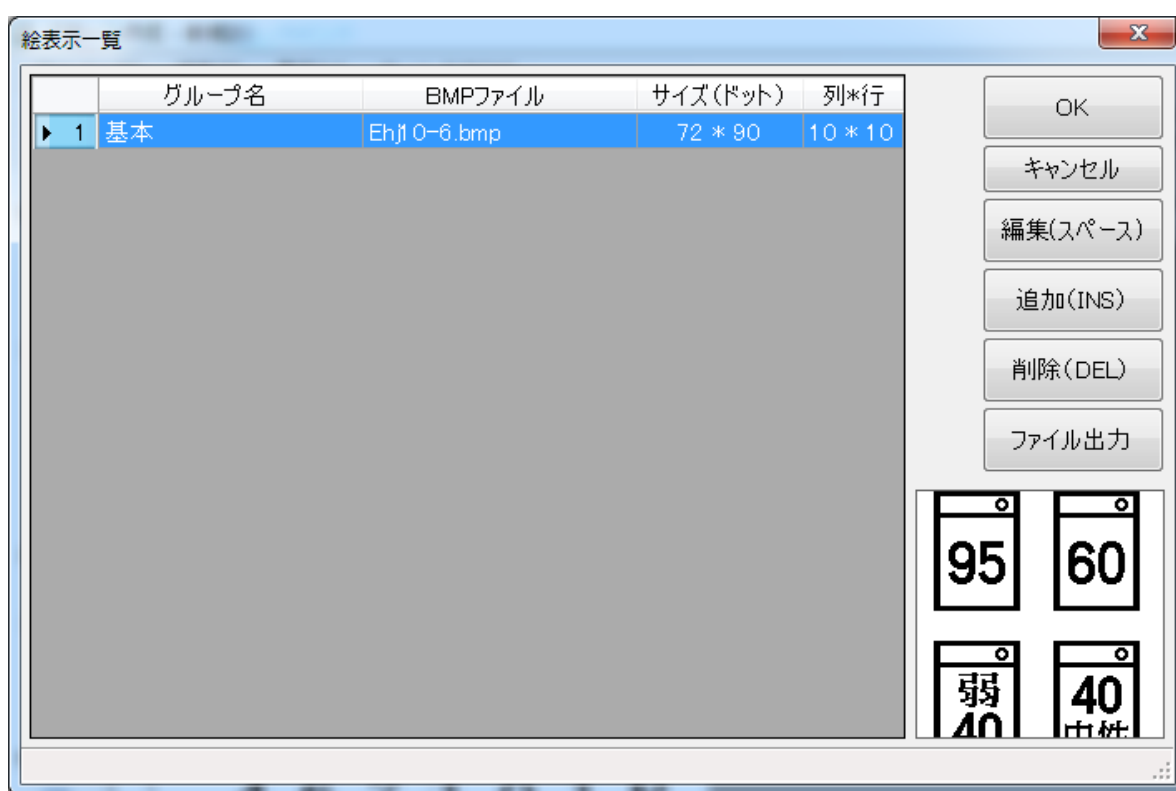 絵表示一覧
グループ名 BMPファイル サイズ(ドット) 列*行
1 基本 Ehj10-6.bmp 72 * 90 10 * 10
OK
キャンセル
編集(スペース)
追加(INS)
削除(DEL)
ファイル出力
95 60
弱 40
40 中性